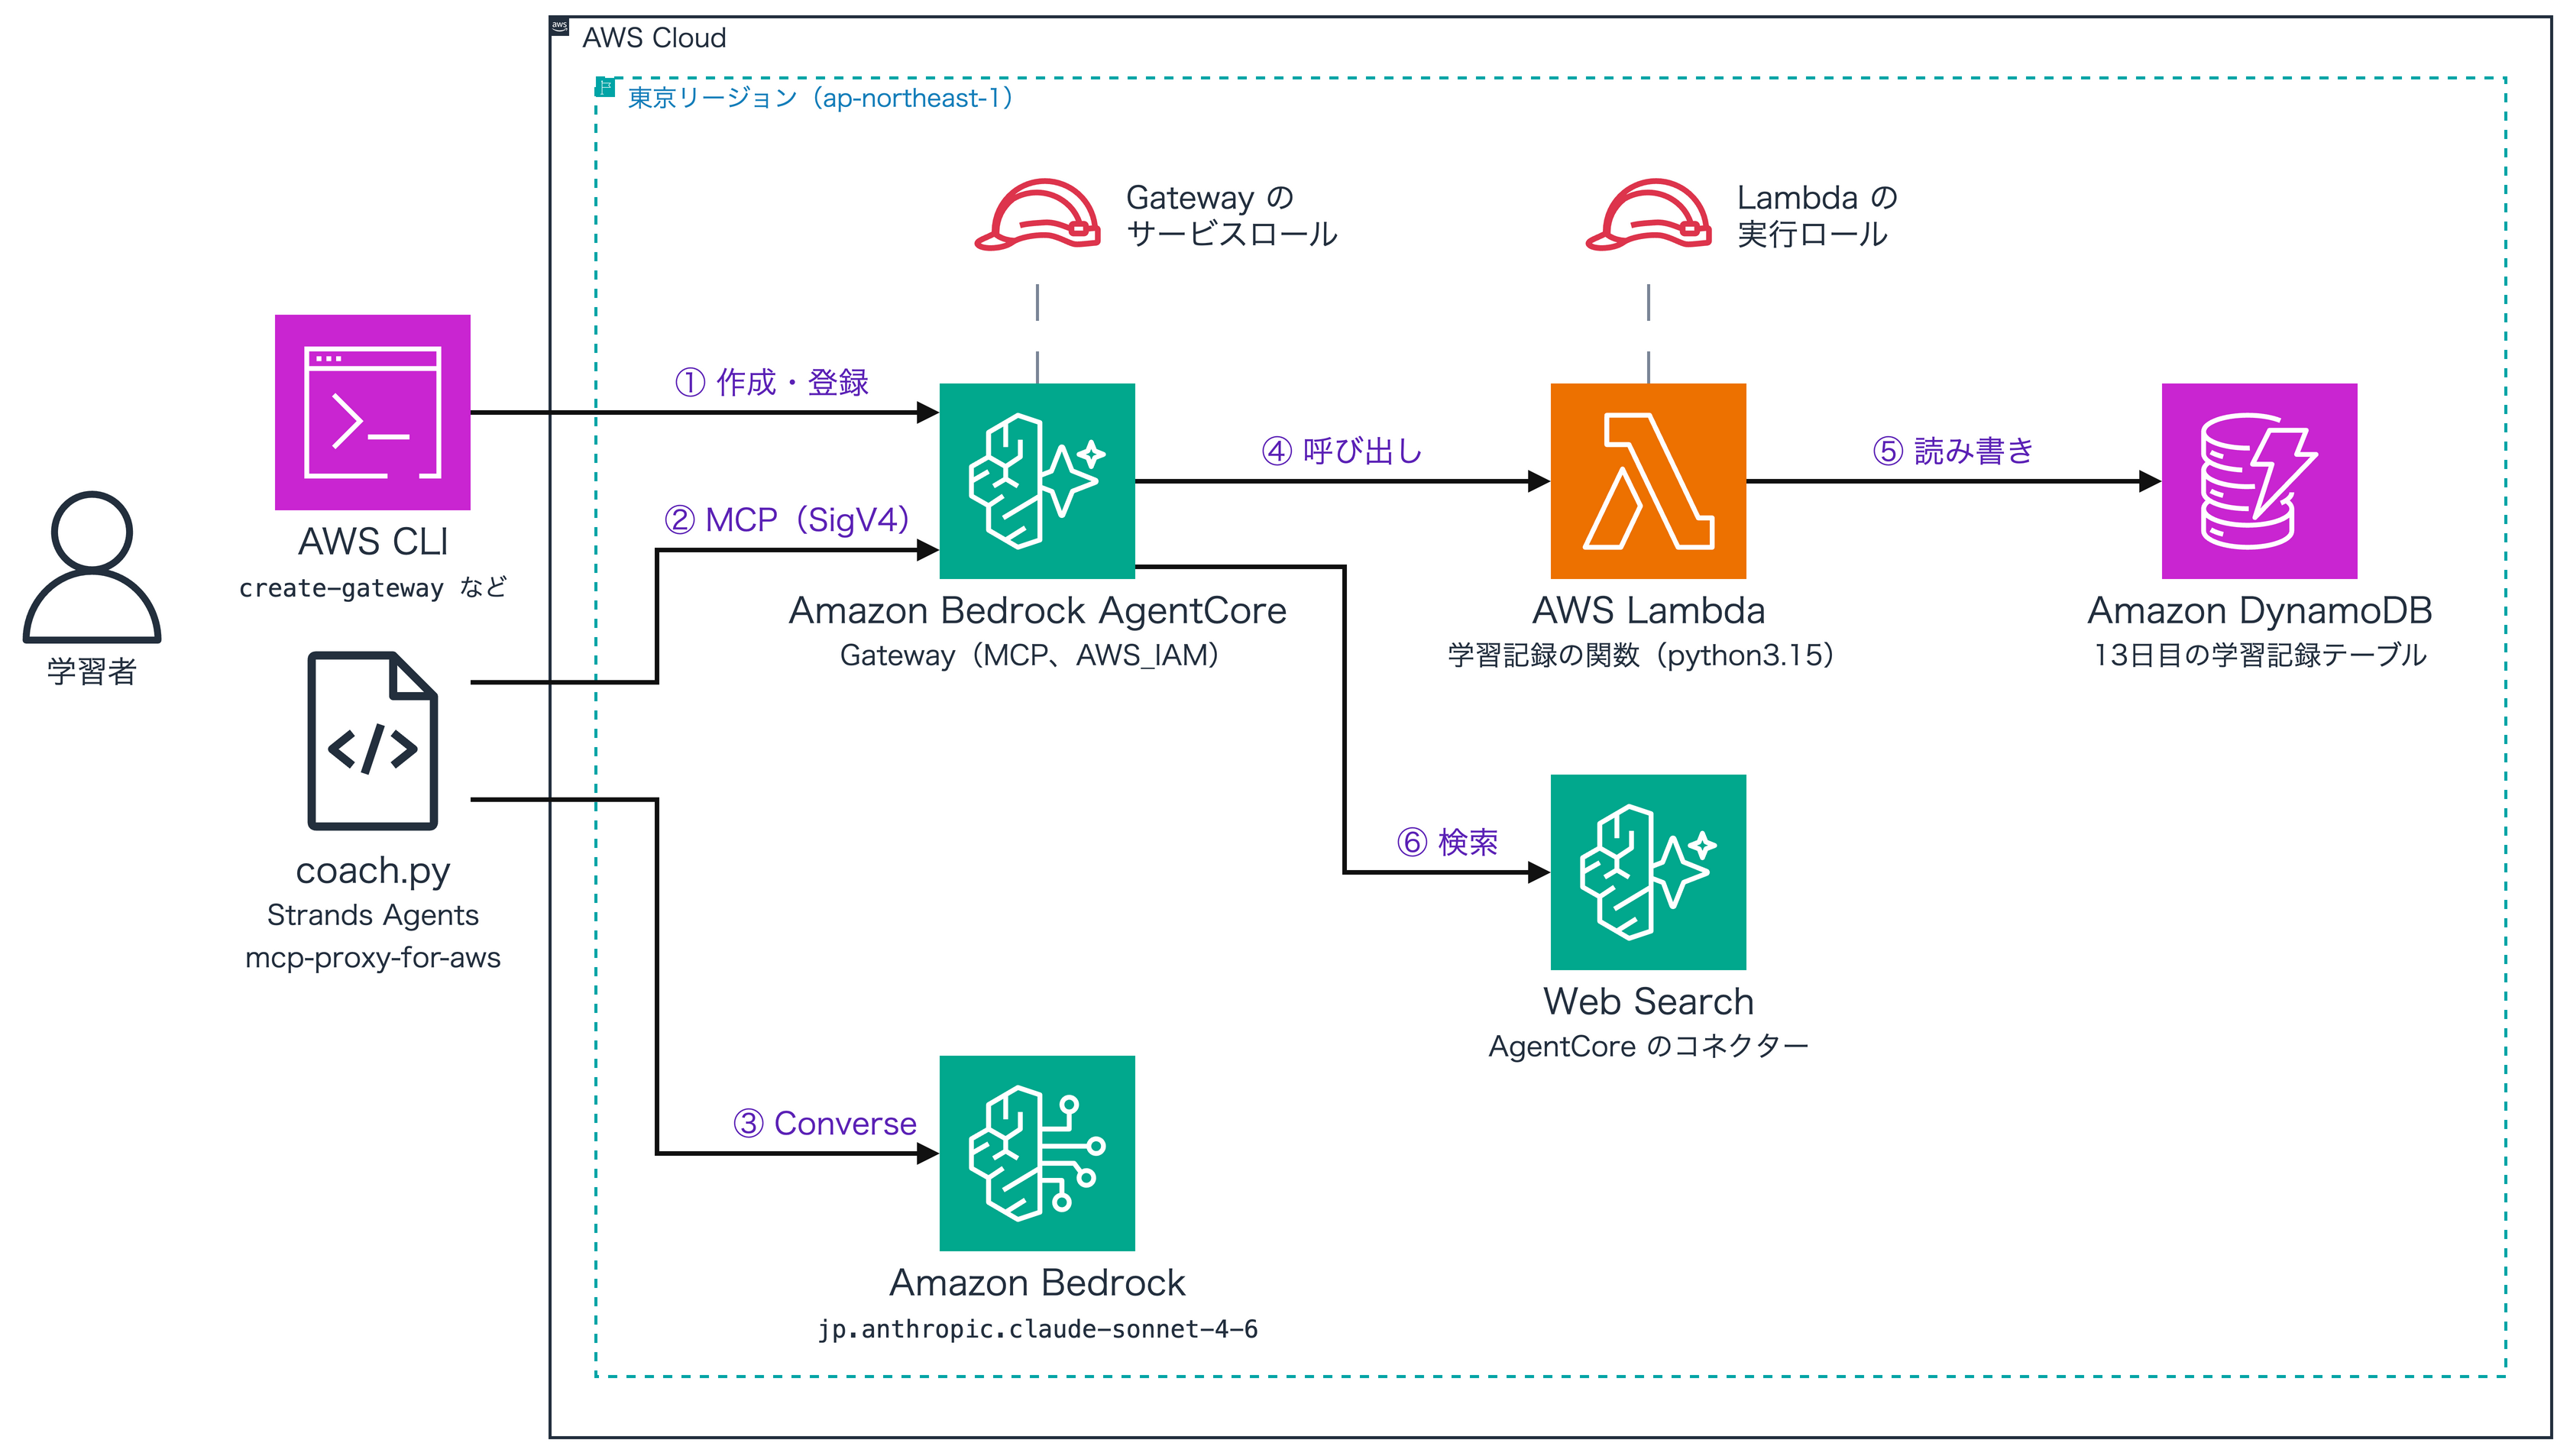 aws
AWS Cloud
東京リージョン（ap-northeast-1）
Gateway の
サービスロール
Lambda の
実行ロール
① 作成・登録
AWS CLI
create-gateway など
② MCP（SigV4）
④ 呼び出し
⑤ 読み書き
Amazon Bedrock AgentCore
Gateway（MCP、AWS_IAM）
AWS Lambda
学習記録の関数（python3.15）
Amazon DynamoDB
13日目の学習記録テーブル
学習者
</>
coach.py
Strands Agents
mcp-proxy-for-aws
⑥ 検索
Web Search
AgentCore のコネクター
③ Converse
Amazon Bedrock
jp.anthropic.claude-sonnet-4-6